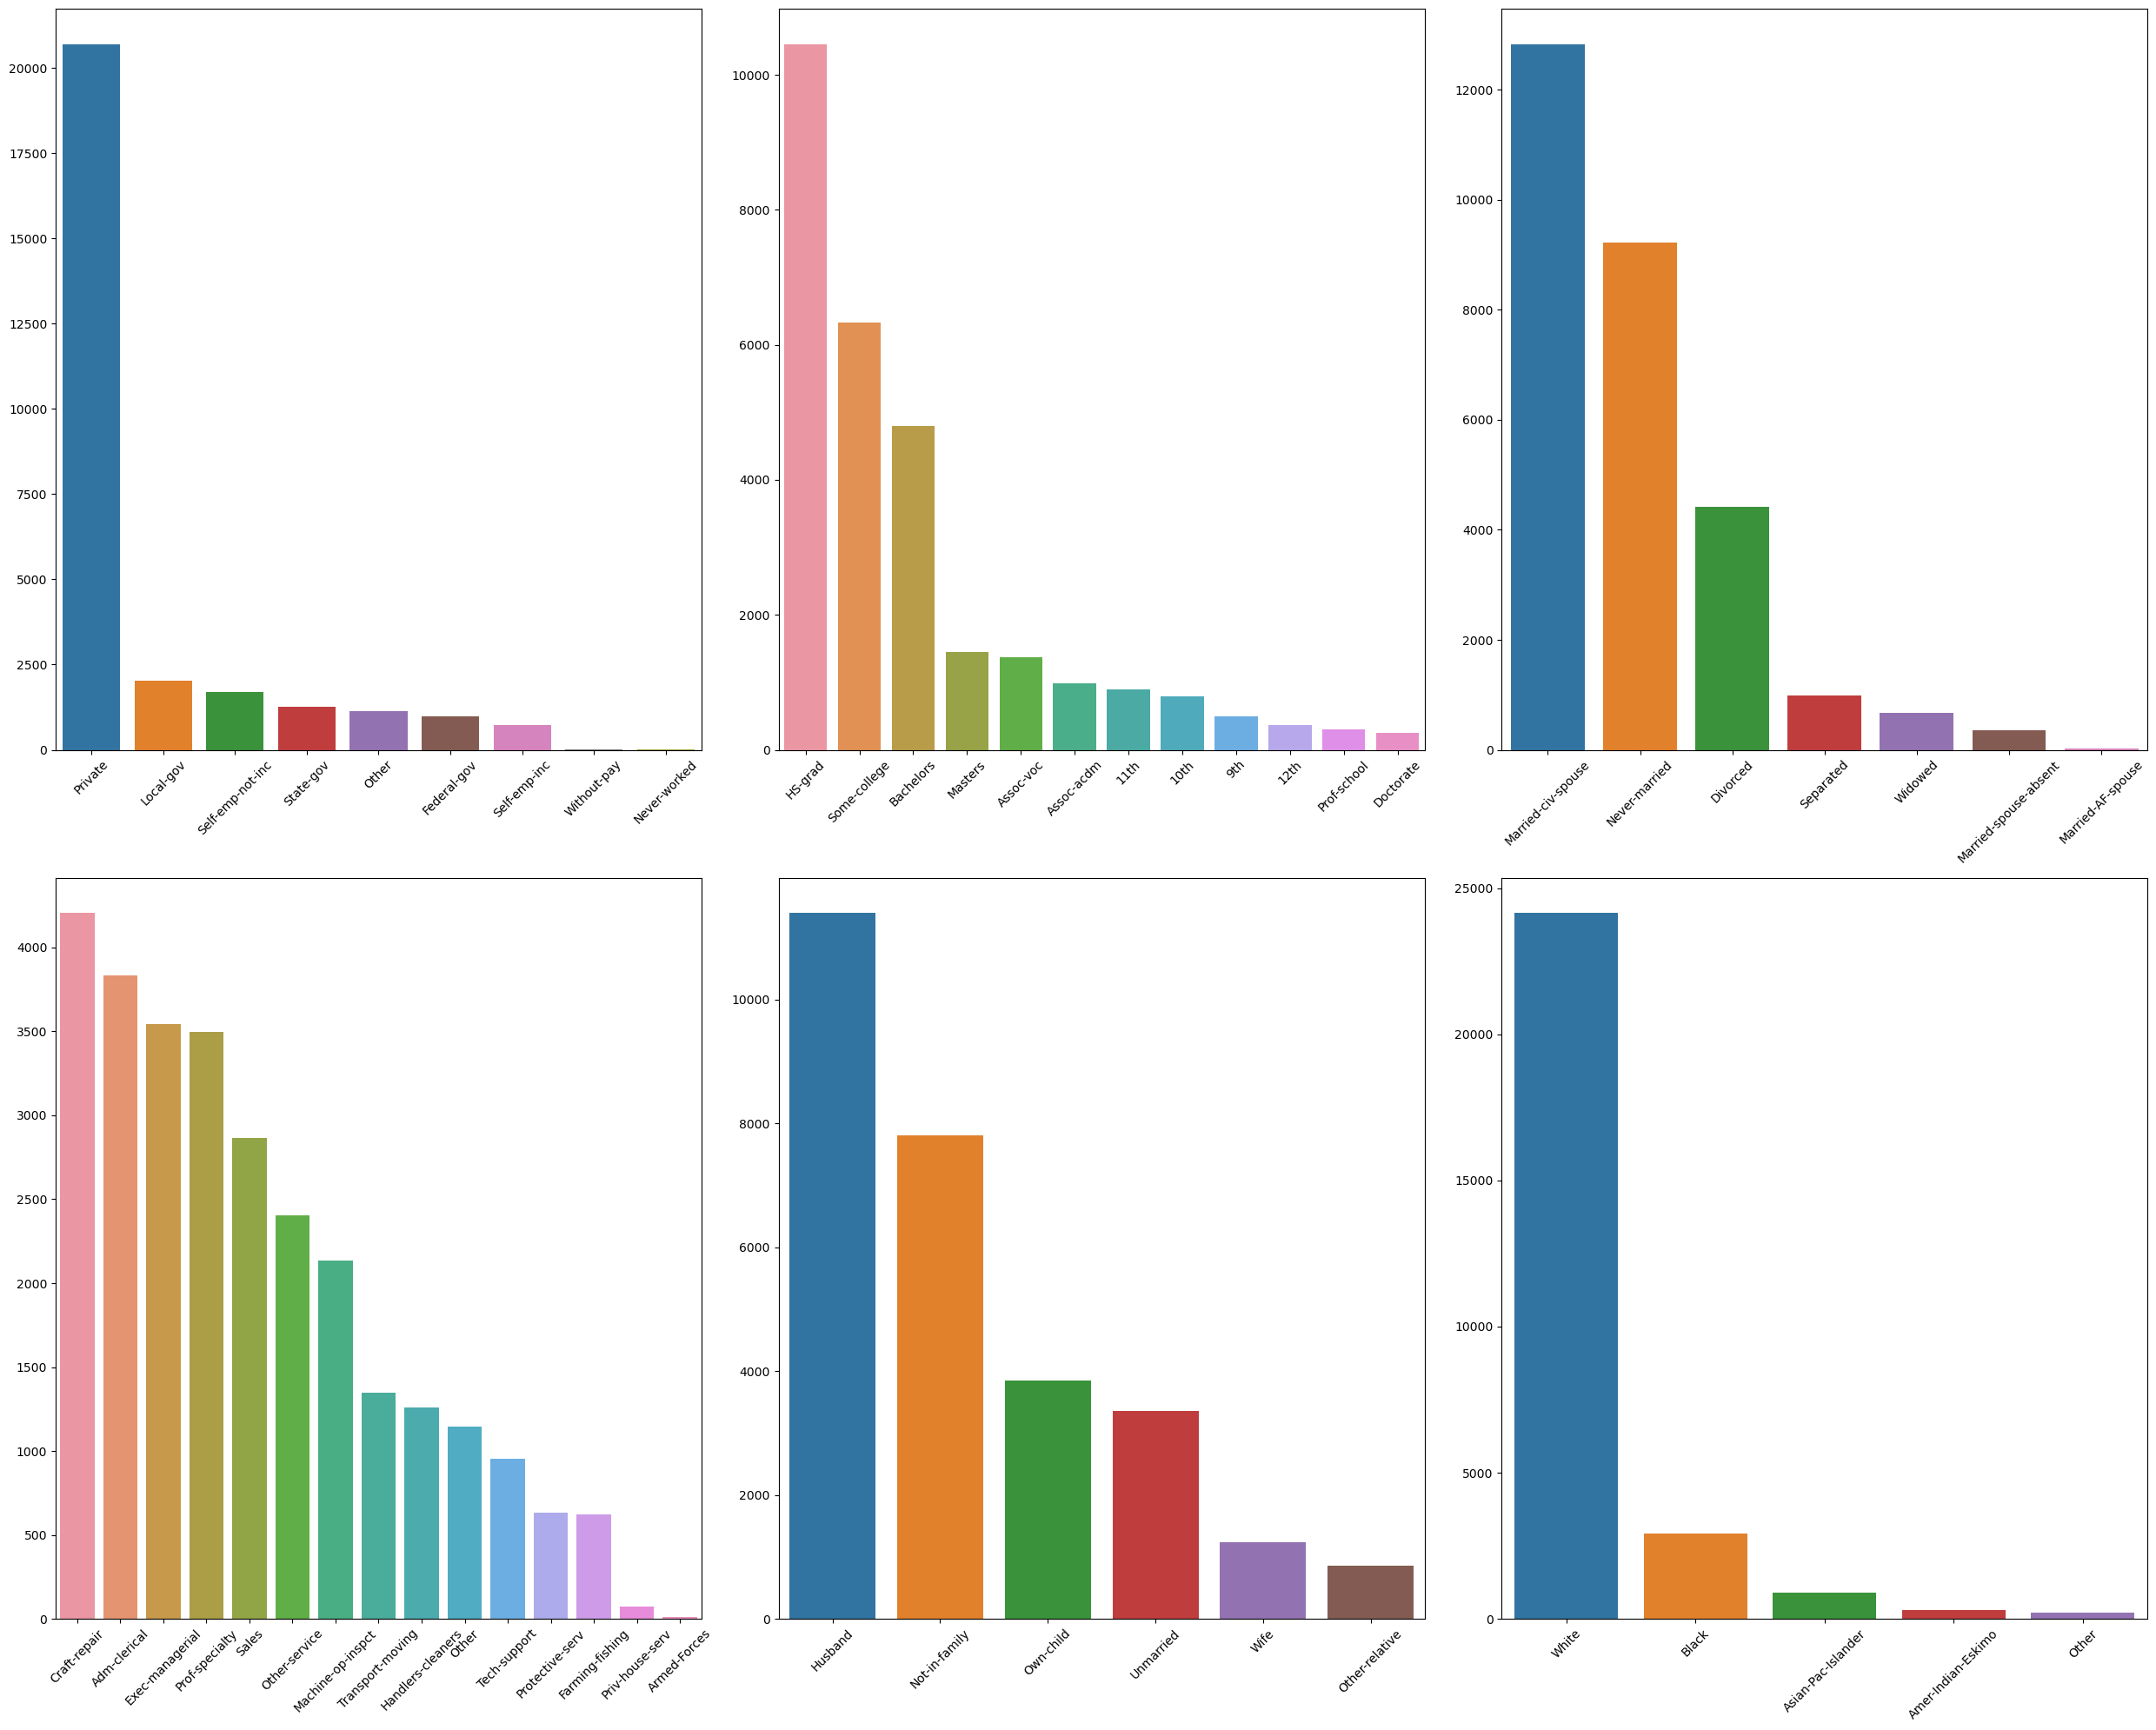 20000
17500
15000
12500
10000
7500
5000
2500
0
Private
Local-gov
Self-emp-not-inc
State-gov
Other
Federal-gov
Self-emp-inc
Without-pay
Never-worked
10000
8000
6000
4000
2000
0
HS-grad
Some-college
Bachelors
Masters
Assoc-voc
Assoc-acdm
11th
10th
9th
12th
Prof-school
Doctorate
12000
10000
8000
6000
4000
2000
0
Married-civ-spouse
Never-married
Divorced
Separated
Widowed
Married-spouse-absent
Married-AF-spouse
4000
3500
3000
2500
2000
1500
1000
500
0
Craft-repair
Adm-clerical
Exec-managerial
Prof-specialty
Sales
Other-service
Machine-op-inspct
Transport-moving
Handlers-cleaners
Other
Tech-support
Protective-serv
Farming-fishing
Priv-house-serv
Armed-Forces
10000
8000
6000
4000
2000
0
Husband
Not-in-family
Own-child
Unmarried
Wife
Other-relative
25000
20000
15000
10000
5000
0
White
Black
Asian-Pac-Islander
Amer-Indian-Eskimo
Other